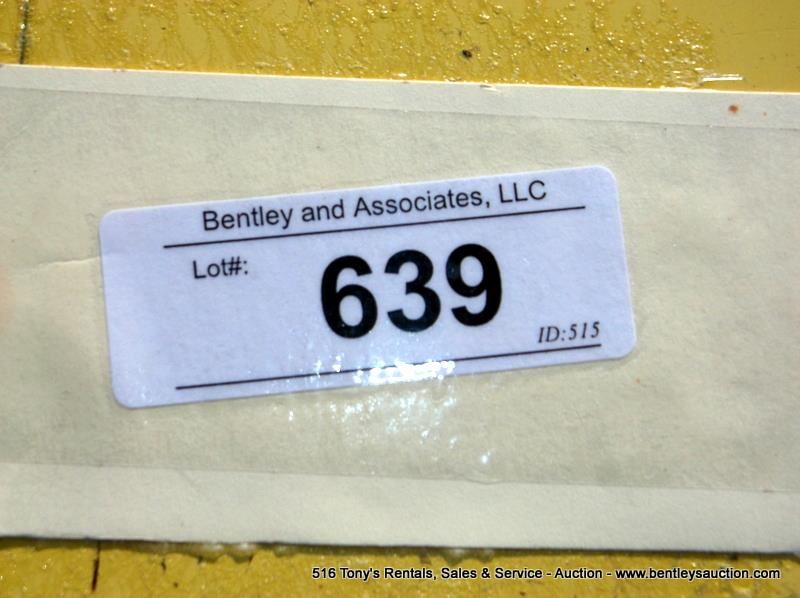 Bentley and Associates, LLC
Lot#:
639
ID:515
516 Tony's Rentals, Sales & Service - Auction - www.bentleysauction.com